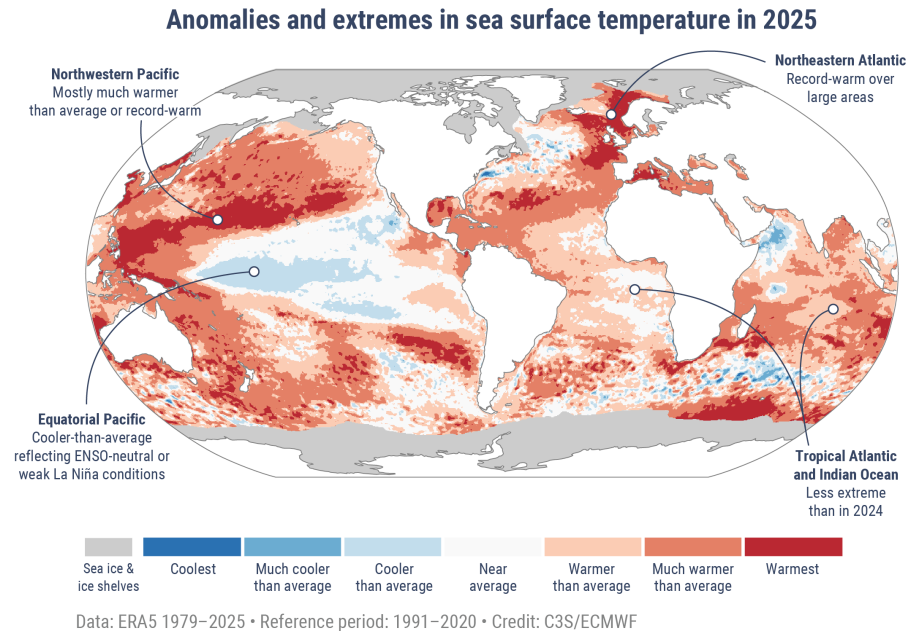 Anomalies and extremes in sea surface temperature in 2025
Northwestern Pacific
Mostly much warmer
than average or record-warm
Northeastern Atlantic
Record-warm over
large areas
Equatorial Pacific
Cooler-than-average
reflecting ENSO-neutral or
weak La Niña conditions
Tropical Atlantic
and Indian Ocean
Less extreme
than in 2024
Sea ice &
ice shelves
Coolest
Much cooler
than average
Cooler
than average
Near
average
Warmer
than average
Much warmer
than average
Warmest
Data: ERA5 1979–2025 • Reference period: 1991–2020 • Credit: C3S/ECMWF